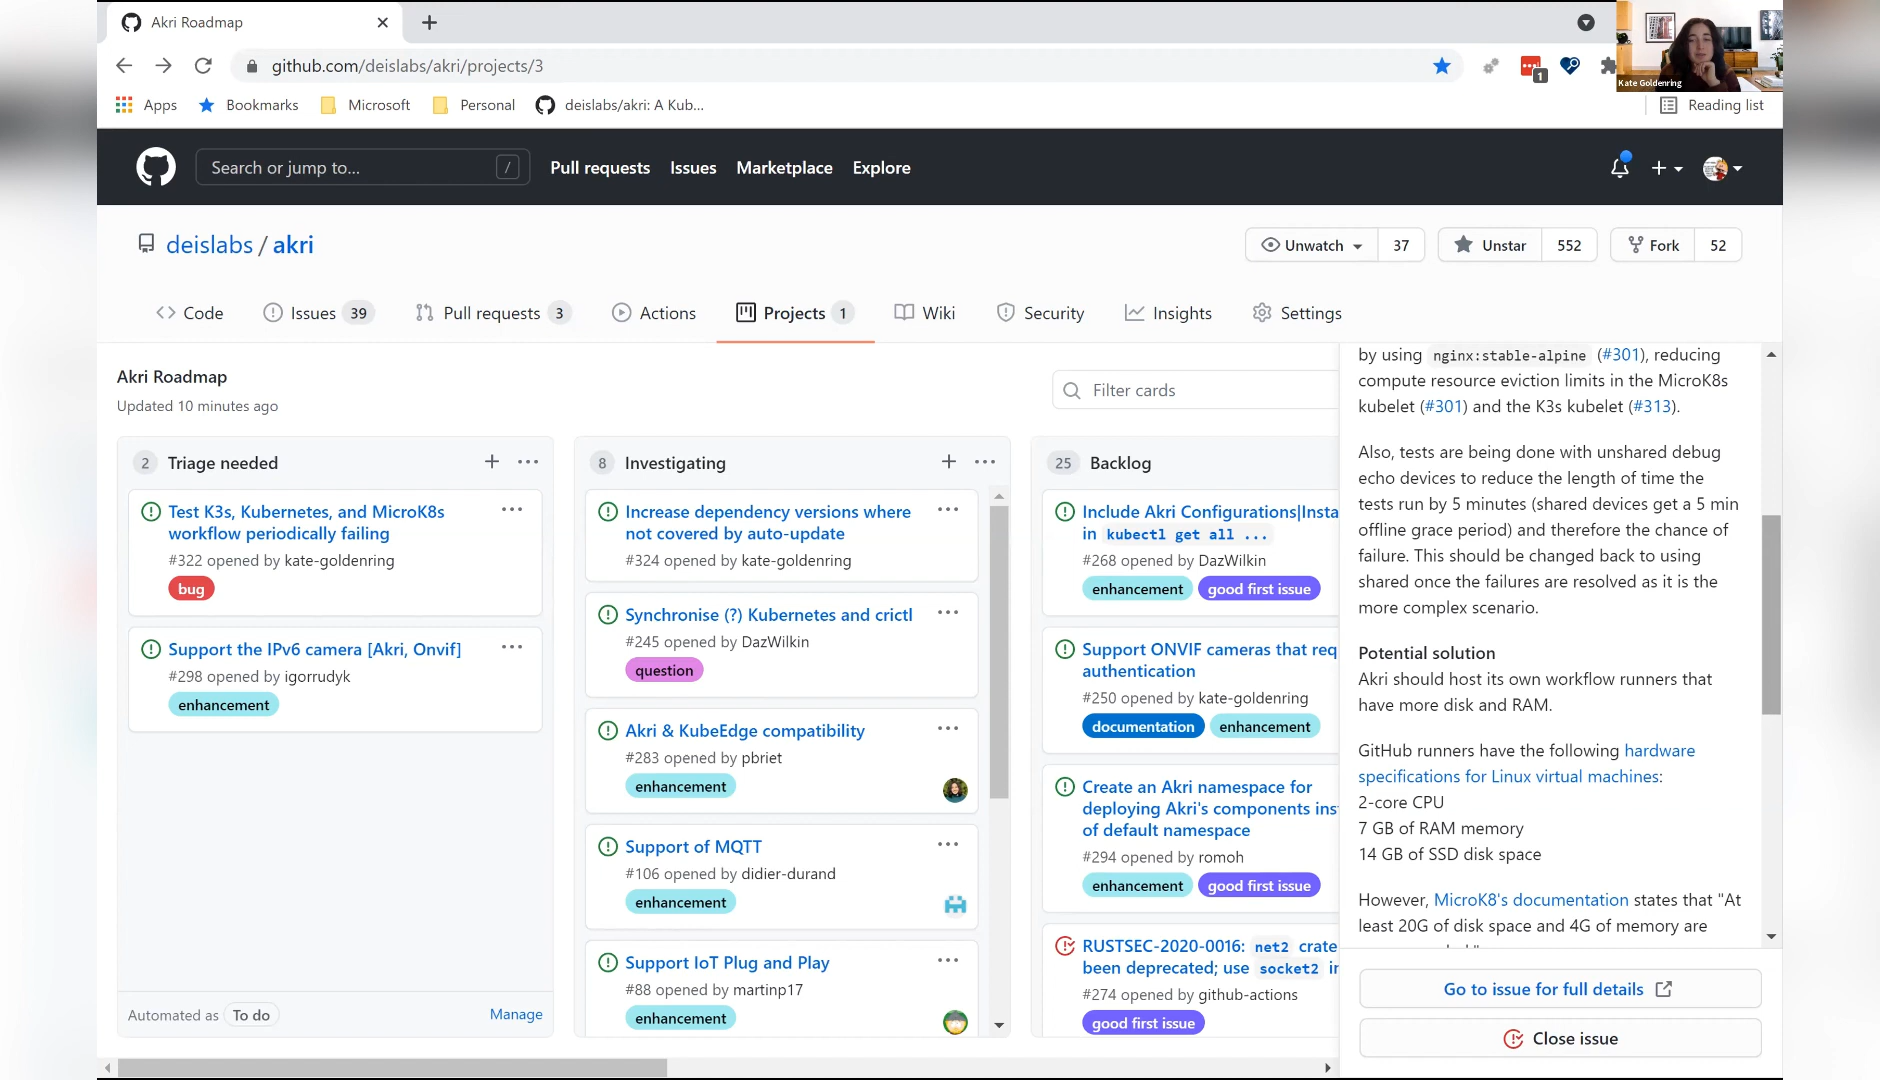 Akri Roadmap
github.com/deislabs/akri/projects/3
1
Kate Goldenring
Apps
Bookmarks
Microsoft
Personal
deislabs/akri: A Kub...
Reading list
Search or jump to...
/
Pull requests
Issues
Marketplace
Explore
deislabs / akri
Unwatch
37
Unstar
552
Fork
52
Code
Issues 39
Pull requests 3
Actions
Projects 1
Wiki
Security
Insights
Settings
Akri Roadmap
Updated 10 minutes ago
Filter cards
2 Triage needed
Test K3s, Kubernetes, and MicroK8s
workflow periodically failing
#322 opened by kate-goldenring
bug
Support the IPv6 camera [Akri, Onvif]
#298 opened by igorrudyk
enhancement
Automated as To do
Manage
8 Investigating
Increase dependency versions where
not covered by auto-update
#324 opened by kate-goldenring
Synchronise (?) Kubernetes and crictl
#245 opened by DazWilkin
question
Akri & KubeEdge compatibility
#283 opened by pbriet
enhancement
Support of MQTT
#106 opened by didier-durand
enhancement
Support IoT Plug and Play
#88 opened by martinp17
enhancement
25 Backlog
Include Akri Configurations|Insta
in kubectl get all ...
#268 opened by DazWilkin
enhancement good first issue
Support ONVIF cameras that req
authentication
#250 opened by kate-goldenring
documentation enhancement
Create an Akri namespace for
deploying Akri's components ins
of default namespace
#294 opened by romoh
enhancement good first issue
RUSTSEC-2020-0016: net2 crate
been deprecated; use socket2 in
#274 opened by github-actions
good first issue
by using nginx:stable-alpine (#301), reducing
compute resource eviction limits in the MicroK8s
kubelet (#301) and the K3s kubelet (#313).
Also, tests are being done with unshared debug
echo devices to reduce the length of time the
tests run by 5 minutes (shared devices get a 5 min
offline grace period) and therefore the chance of
failure. This should be changed back to using
shared once the failures are resolved as it is the
more complex scenario.
Potential solution
Akri should host its own workflow runners that
have more disk and RAM.
GitHub runners have the following hardware
specifications for Linux virtual machines:
2-core CPU
7 GB of RAM memory
14 GB of SSD disk space
However, MicroK8's documentation states that "At
least 20G of disk space and 4G of memory are
Go to issue for full details
Close issue